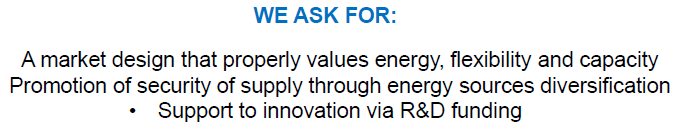 WE ASK FOR:
A market design that properly values energy, flexibility and capacity
Promotion of security of supply through energy sources diversification
• Support to innovation via R&D funding